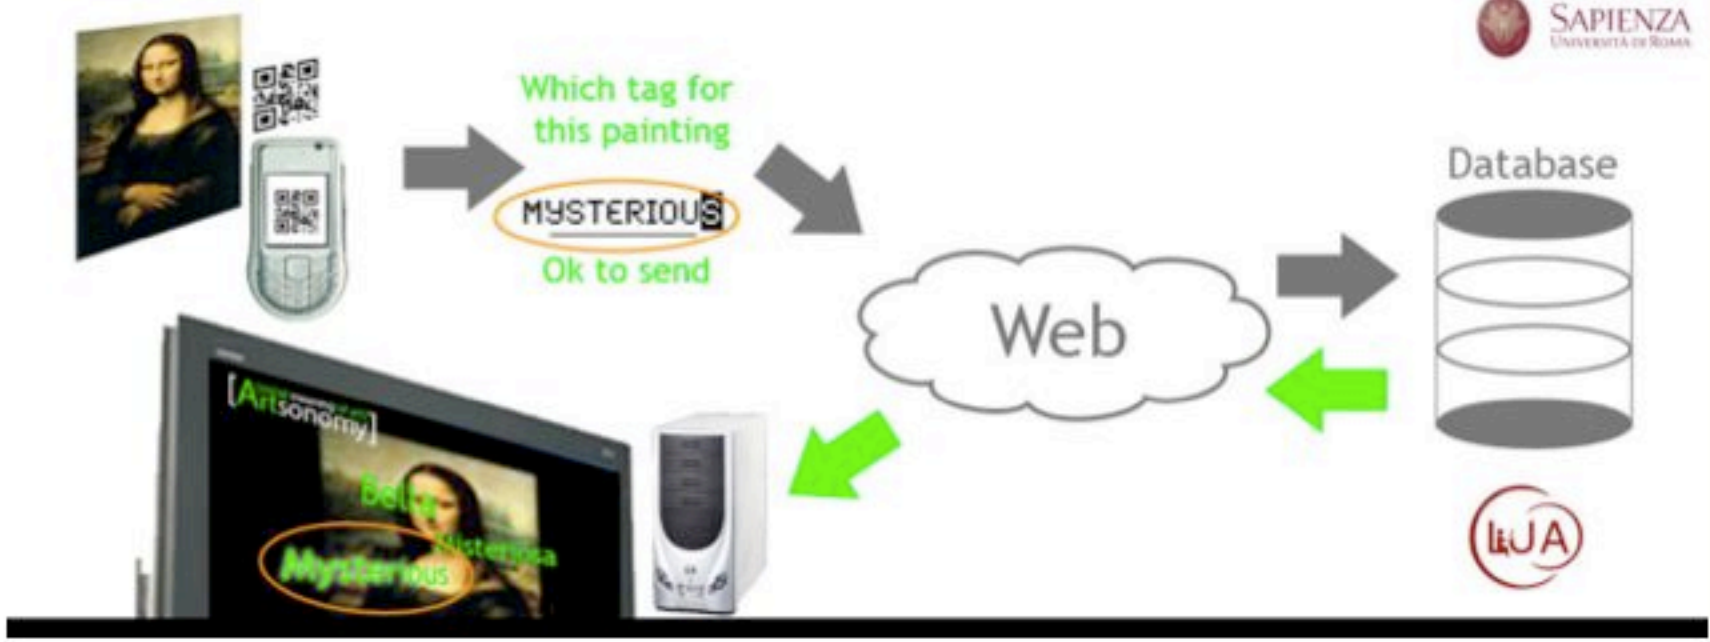 SAPIENZA
UNIVERSITÀ DI ROMA
Which tag for
this painting
MYSTERIOUS
Ok to send
Database
Web
[Artsonomy]
Bella
Misteriosa
Mysterious
LUA